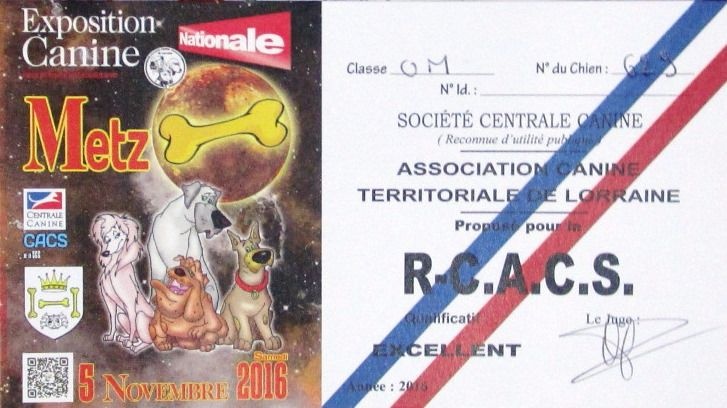 Exposition
Canine
Nationale
Metz
CENTRALE
CANINE
CACS
Samedi
5 NOVEMBRE 2016
Classe OM N° du Chien : 629
N° Id. :
SOCIÉTÉ CENTRALE CANINE
( Reconnue d'utilité publique )
ASSOCIATION CANINE
TERRITORIALE DE LORRAINE
Proposé pour le
R-C.A.C.S.
Qualificatif Le Juge :
EXCELLENT
Année : 2016